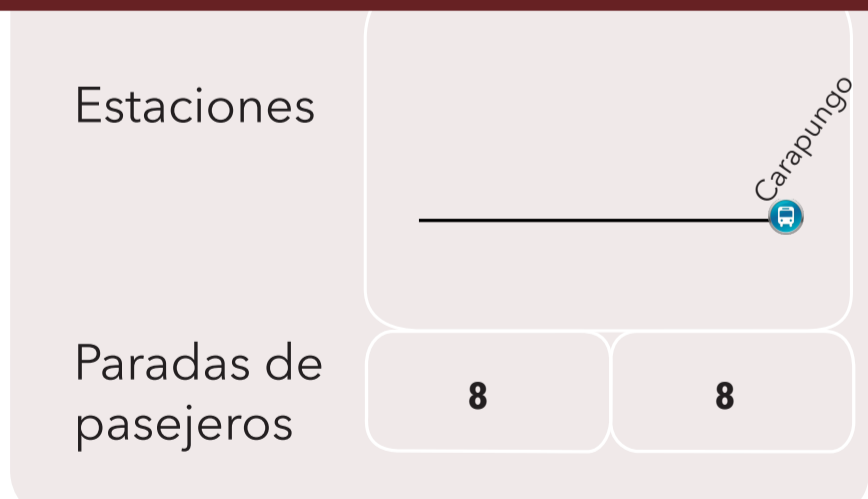 Estaciones
Carapungo
Paradas de
pasejeros
8 8